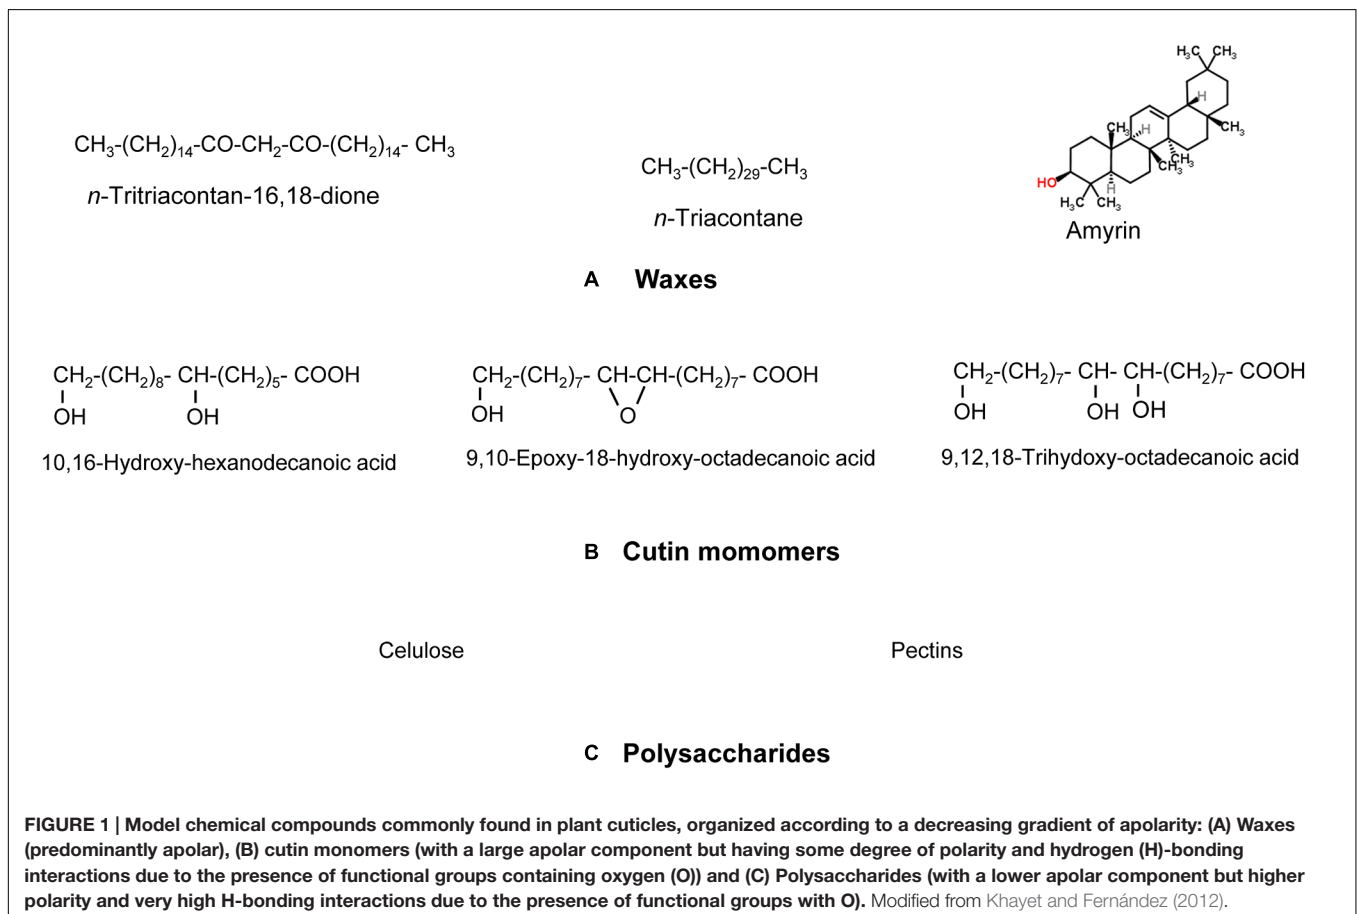 H₃C CH₃
H
CH₃
CH₃ H
CH₃
CH₃
HO
H
H₃C CH₃
Amyrin
CH₃-(CH₂)₁₄-CO-CH₂-CO-(CH₂)₁₄- CH₃
n-Tritriacontan-16,18-dione
CH₃-(CH₂)₂₉-CH₃
n-Triacontane
A Waxes
CH₂-(CH₂)₈- CH-(CH₂)₅- COOH
OH OH
10,16-Hydroxy-hexanodecanoic acid
CH₂-(CH₂)₇- CH-CH-(CH₂)₇- COOH
OH O
9,10-Epoxy-18-hydroxy-octadecanoic acid
CH₂-(CH₂)₇- CH- CH-(CH₂)₇- COOH
OH OH OH
9,12,18-Trihydoxy-octadecanoic acid
B Cutin momomers
Celulose Pectins
C Polysaccharides
FIGURE 1 | Model chemical compounds commonly found in plant cuticles, organized according to a decreasing gradient of apolarity: (A) Waxes
(predominantly apolar), (B) cutin monomers (with a large apolar component but having some degree of polarity and hydrogen (H)-bonding
interactions due to the presence of functional groups containing oxygen (O)) and (C) Polysaccharides (with a lower apolar component but higher
polarity and very high H-bonding interactions due to the presence of functional groups with O). Modified from Khayet and Fernández (2012).